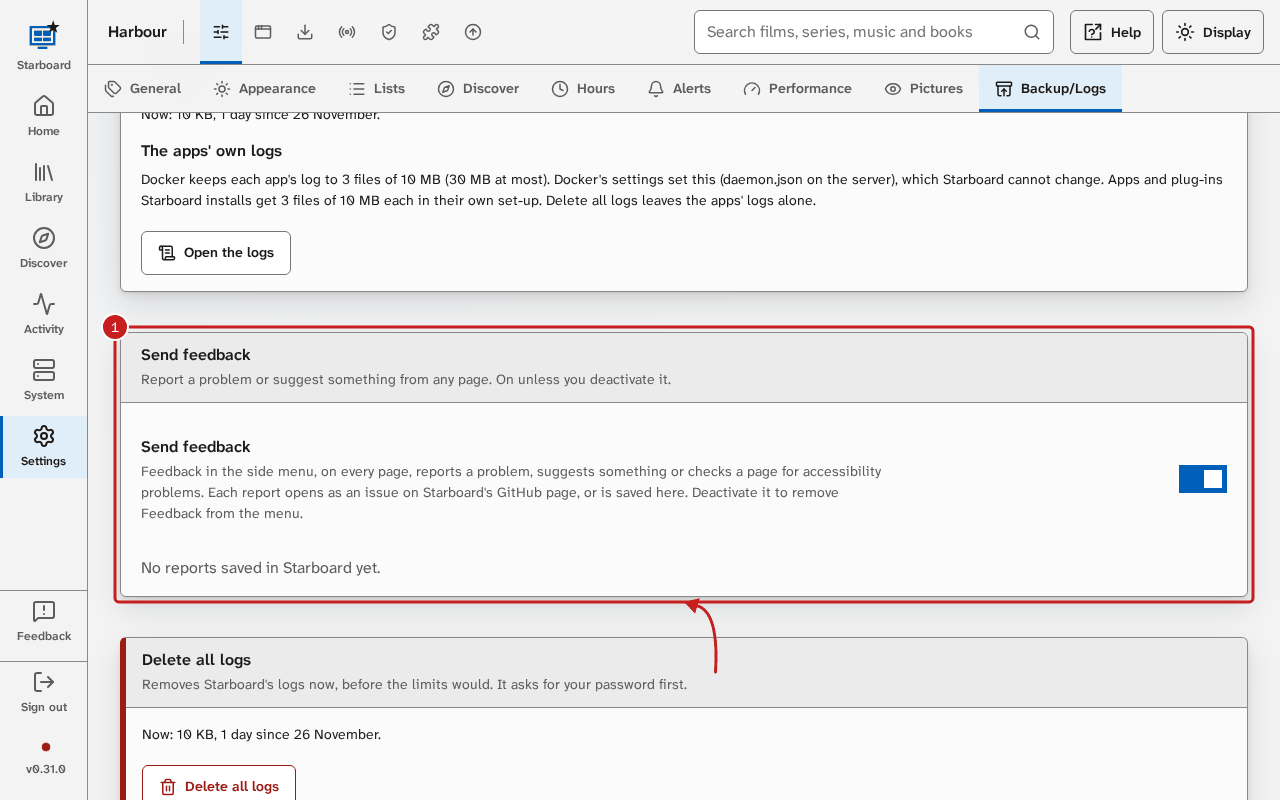 Starboard
Home
Library
Discover
Activity
System
Settings
Feedback
Sign out
v0.31.0
Harbour
Search films, series, music and books
Help
Display
General
Appearance
Lists
Discover
Hours
Alerts
Performance
Pictures
Backup/Logs
Now: 10 KB, 1 day since 26 November.
The apps' own logs
Docker keeps each app's log to 3 files of 10 MB (30 MB at most). Docker's settings set this (daemon.json on the server), which Starboard cannot change. Apps and plug-ins
Starboard installs get 3 files of 10 MB each in their own set-up. Delete all logs leaves the apps' logs alone.
Open the logs
1
Send feedback
Report a problem or suggest something from any page. On unless you deactivate it.
Send feedback
Feedback in the side menu, on every page, reports a problem, suggests something or checks a page for accessibility
problems. Each report opens as an issue on Starboard's GitHub page, or is saved here. Deactivate it to remove
Feedback from the menu.
No reports saved in Starboard yet.
Delete all logs
Removes Starboard's logs now, before the limits would. It asks for your password first.
Now: 10 KB, 1 day since 26 November.
Delete all logs